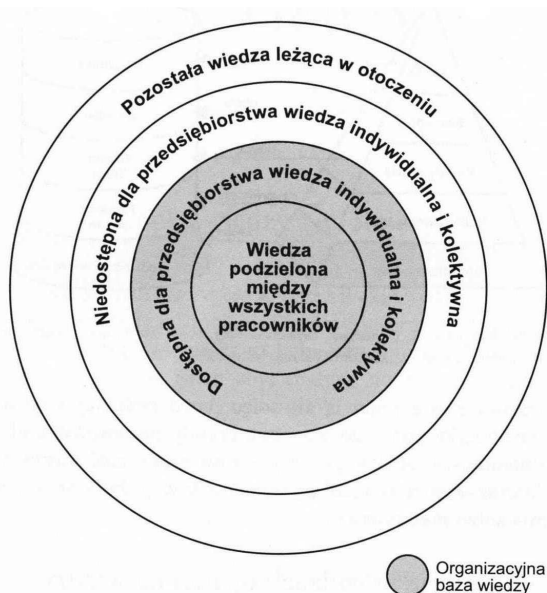 Pozostała wiedza leżąca w otoczeniu
Niedostępna dla przedsiębiorstwa wiedza indywidualna i kolektywna
Dostępna dla przedsiębiorstwa wiedza indywidualna i kolektywna
Wiedza
podzielona
między
wszystkich
pracowników
Organizacyjna
baza wiedzy